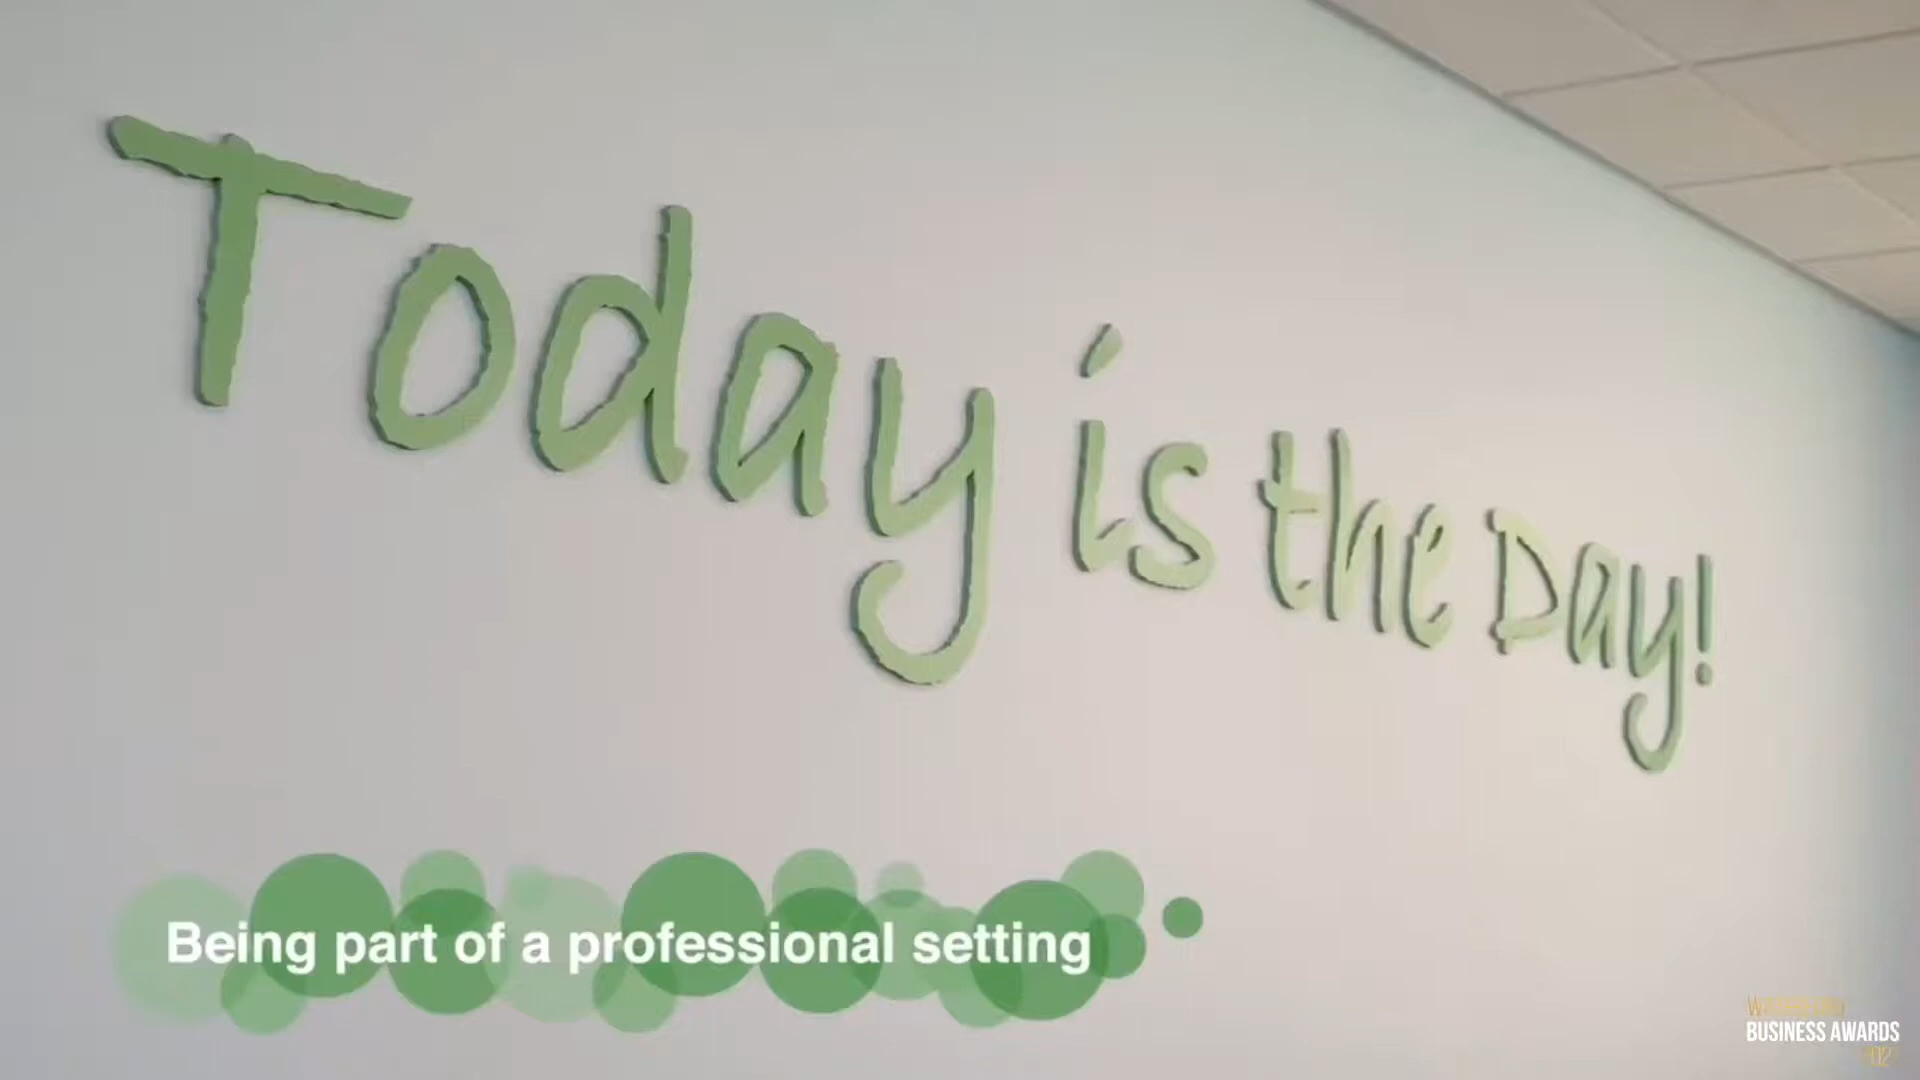 Today is the Day!
Being part of a professional setting
BUSINESS AWARDS